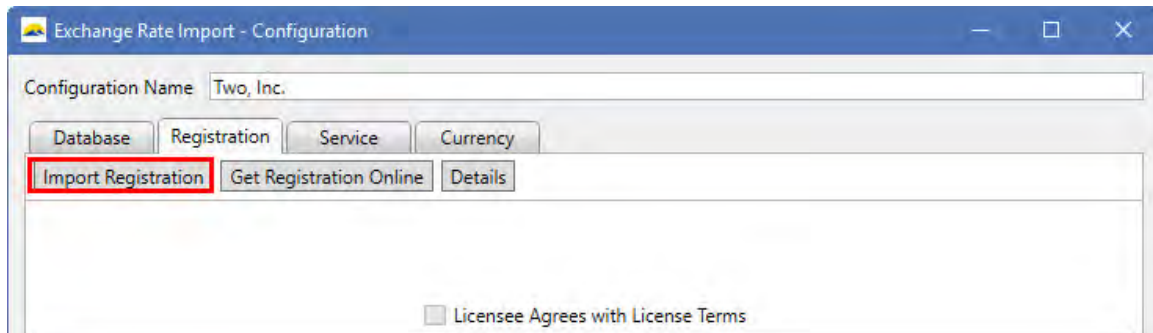 Exchange Rate Import - Configuration
Configuration Name Two, Inc.
Database Registration Service Currency
Import Registration Get Registration Online Details
Licensee Agrees with License Terms